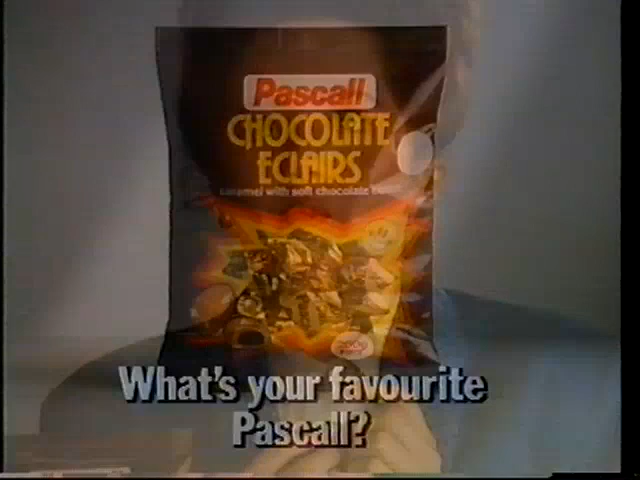 Pascall
CHOCOLATE
ECLAIRS
caramel with soft chocolate
What's your favourite
Pascall?